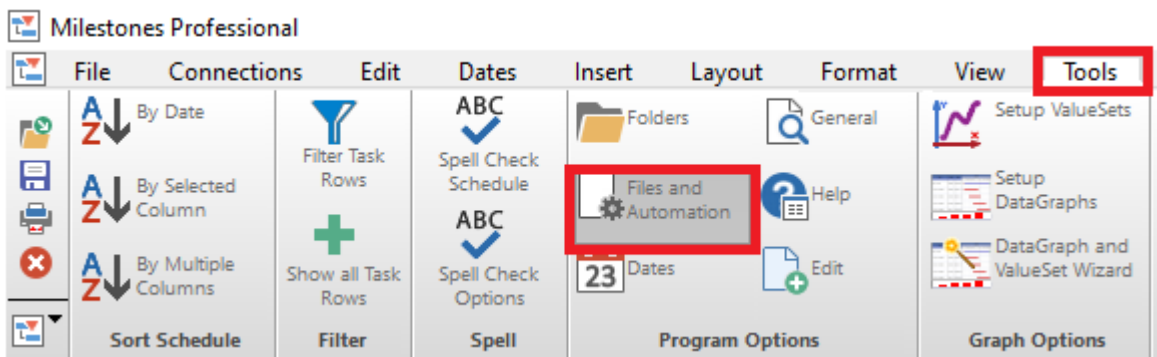 Milestones Professional
File Connections Edit Dates Insert Layout Format View Tools
A
Z
By Date
A
Z
By Selected
Column
A
Z
By Multiple
Columns
Sort Schedule
Filter Task
Rows
Show all Task
Rows
Filter
ABC
Spell Check
Schedule
ABC
Spell Check
Options
Spell
Folders
Files and
Automation
23
Dates
General
?
Help
Edit
Program Options
Y
x
Setup ValueSets
Setup
DataGraphs
DataGraph and
ValueSet Wizard
Graph Options